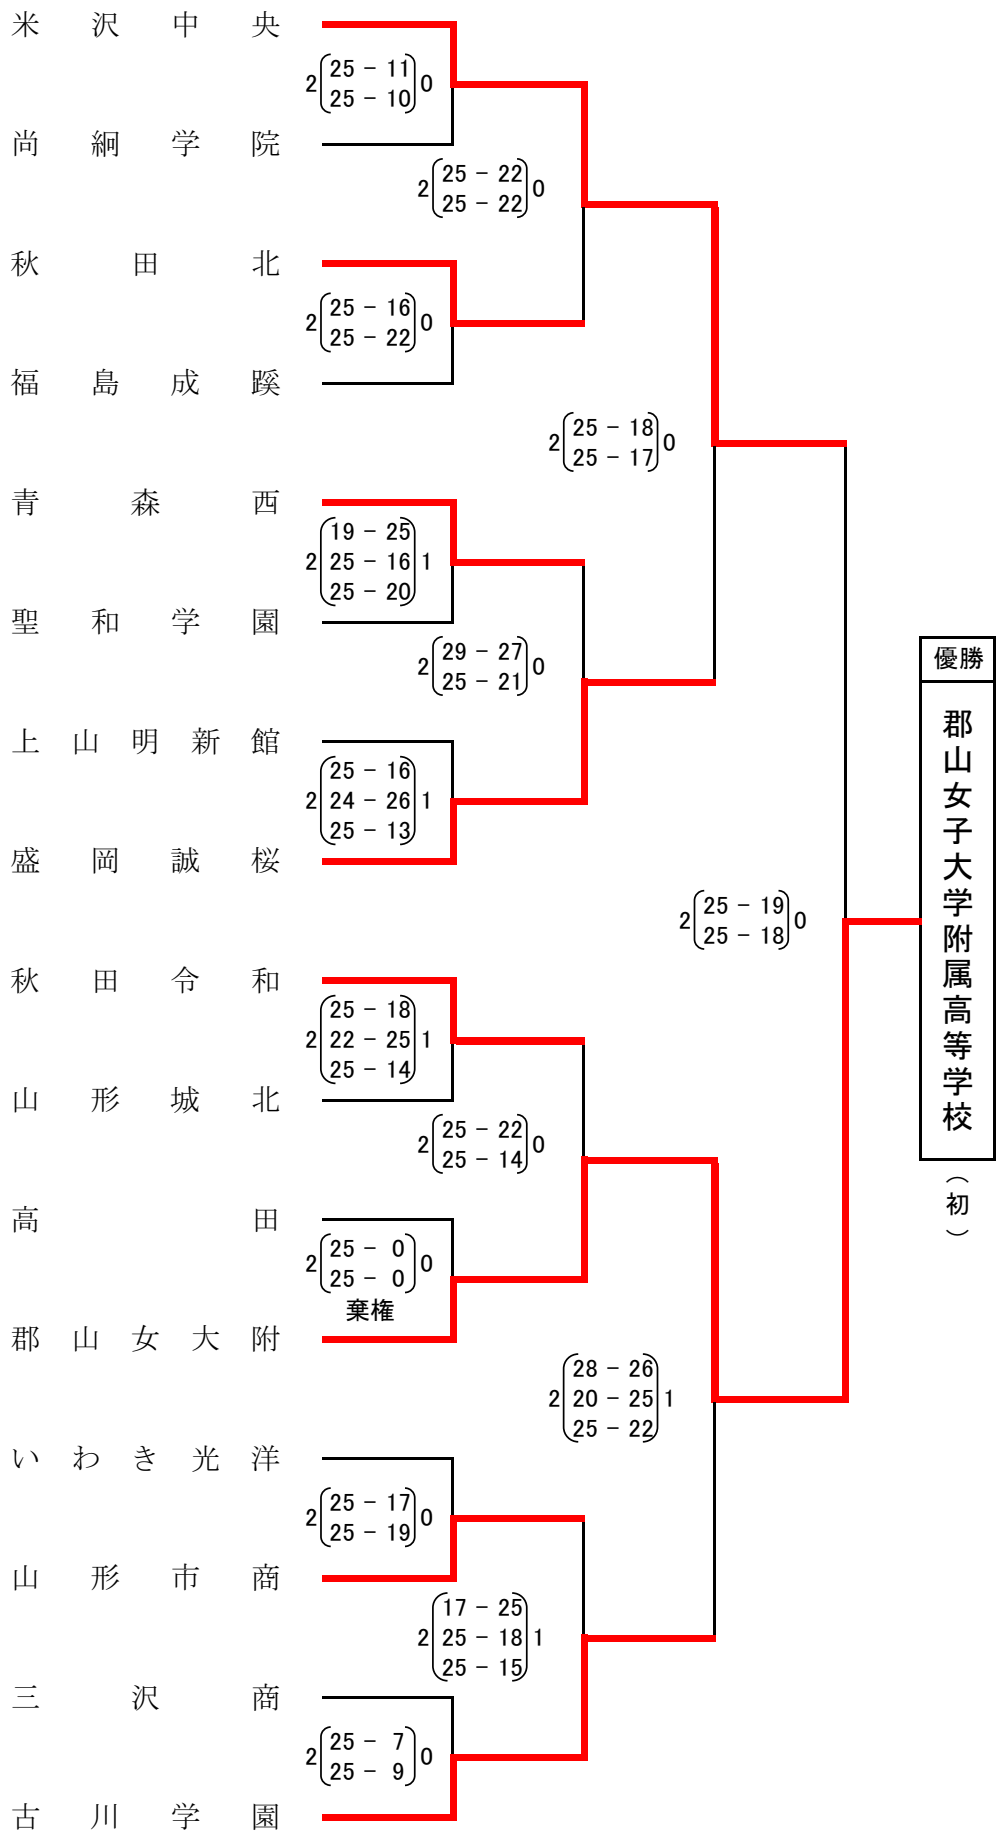 米沢中央
2 25 - 11 0
25 - 10
尚絅学院
2 25 - 22 0
25 - 22
秋田北
2 25 - 16 0
25 - 22
福島成蹊
2 25 - 18 0
25 - 17
青森西
19 - 25
2 25 - 16 1
25 - 20
聖和学園
2 29 - 27 0
25 - 21
上山明新館
25 - 16
2 24 - 26 1
25 - 13
盛岡誠桜
2 25 - 19 0
25 - 18
秋田令和
25 - 18
2 22 - 25 1
25 - 14
山形城北
2 25 - 22 0
25 - 14
高田
2 25 - 0 0
25 - 0
棄権
郡山女大附
28 - 26
2 20 - 25 1
25 - 22
いわき光洋
2 25 - 17 0
25 - 19
山形市商
17 - 25
2 25 - 18 1
25 - 15
三沢商
2 25 - 7 0
25 - 9
古川学園
優勝
郡山女子大学附属高等学校
（初）